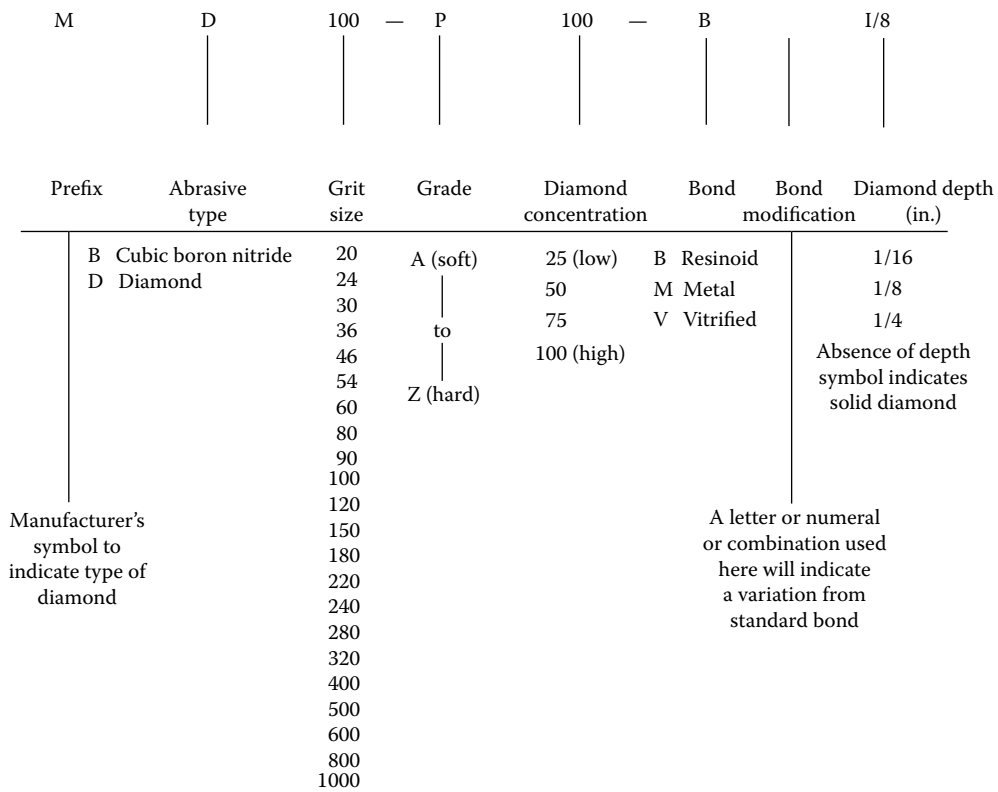 M D 100 — P 100 — B I/8
Prefix Abrasive Grit Grade Diamond Bond Bond Diamond depth
type size concentration modification (in.)
B Cubic boron nitride 20 A (soft) 25 (low) B Resinoid 1/16
D Diamond 24 50 M Metal 1/8
30 75 V Vitrified 1/4
36 to 100 (high) Absence of depth
46 symbol indicates
54 Z (hard) solid diamond
60
80
90
100
120
Manufacturer's 150 A letter or numeral
symbol to 180 or combination used
indicate type of 220 here will indicate
diamond 240 a variation from
280 standard bond
320
400
500
600
800
1000